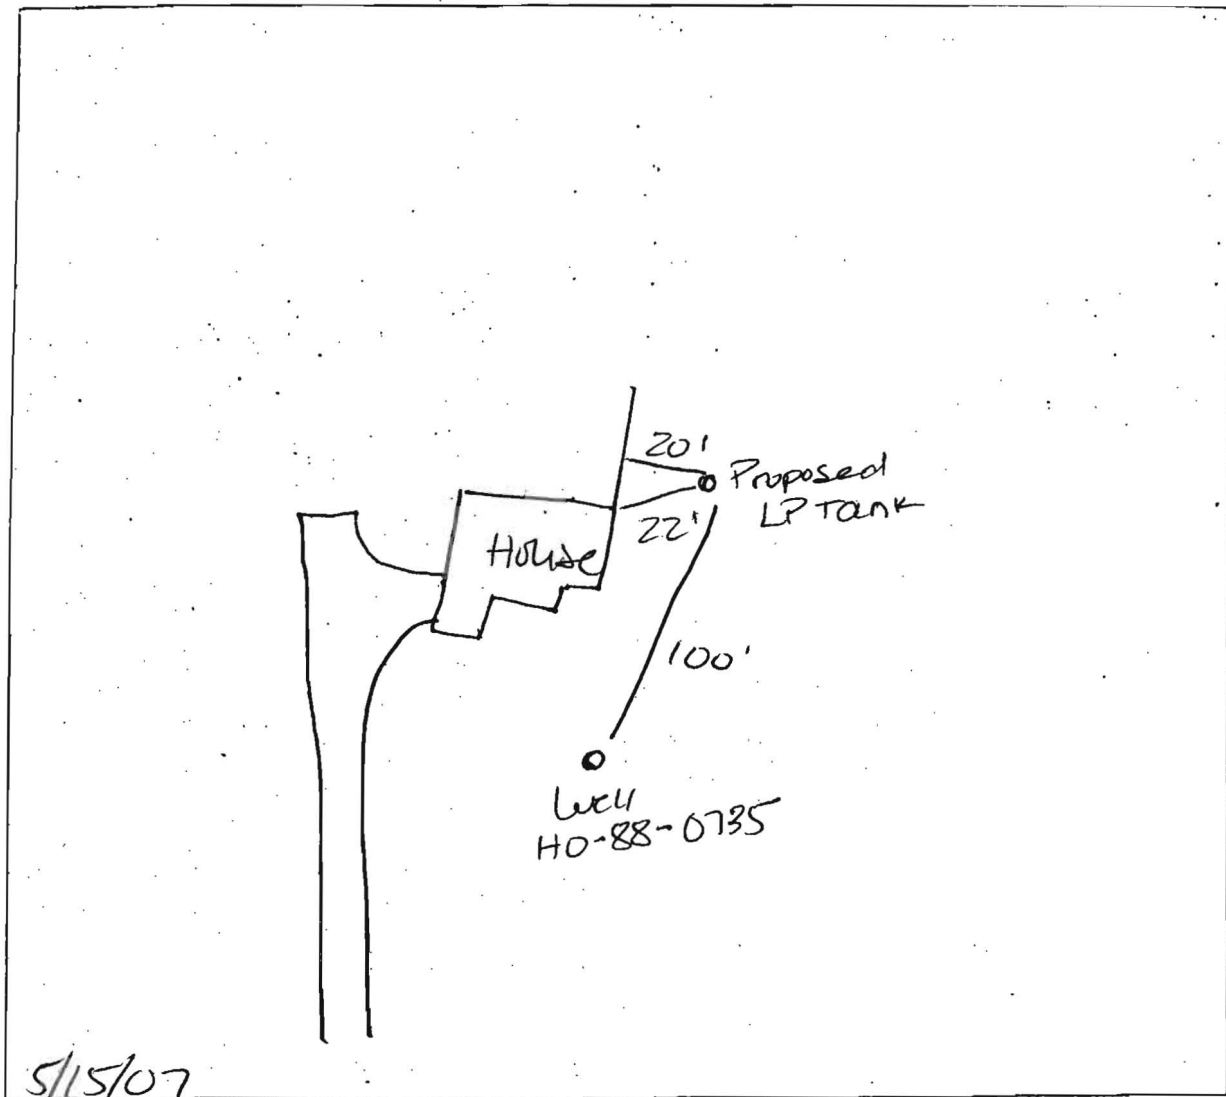 20'
Proposed
LP Tank
22'
House
100'
Well
HO-88-0735
5/15/07